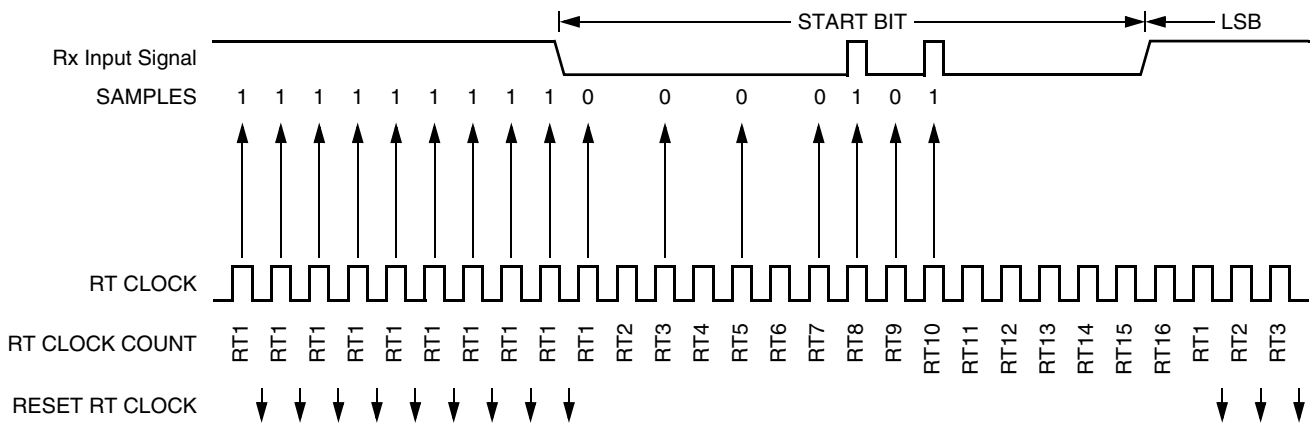 START BIT LSB
Rx Input Signal
SAMPLES 1 1 1 1 1 1 1 1 1 0 0 0 0 1 0 1
RT CLOCK
RT CLOCK COUNT RT1 RT1 RT1 RT1 RT1 RT1 RT1 RT1 RT1 RT1 RT2 RT3 RT4 RT5 RT6 RT7 RT8 RT9 RT10 RT11 RT12 RT13 RT14 RT15 RT16 RT1 RT2 RT3
RESET RT CLOCK